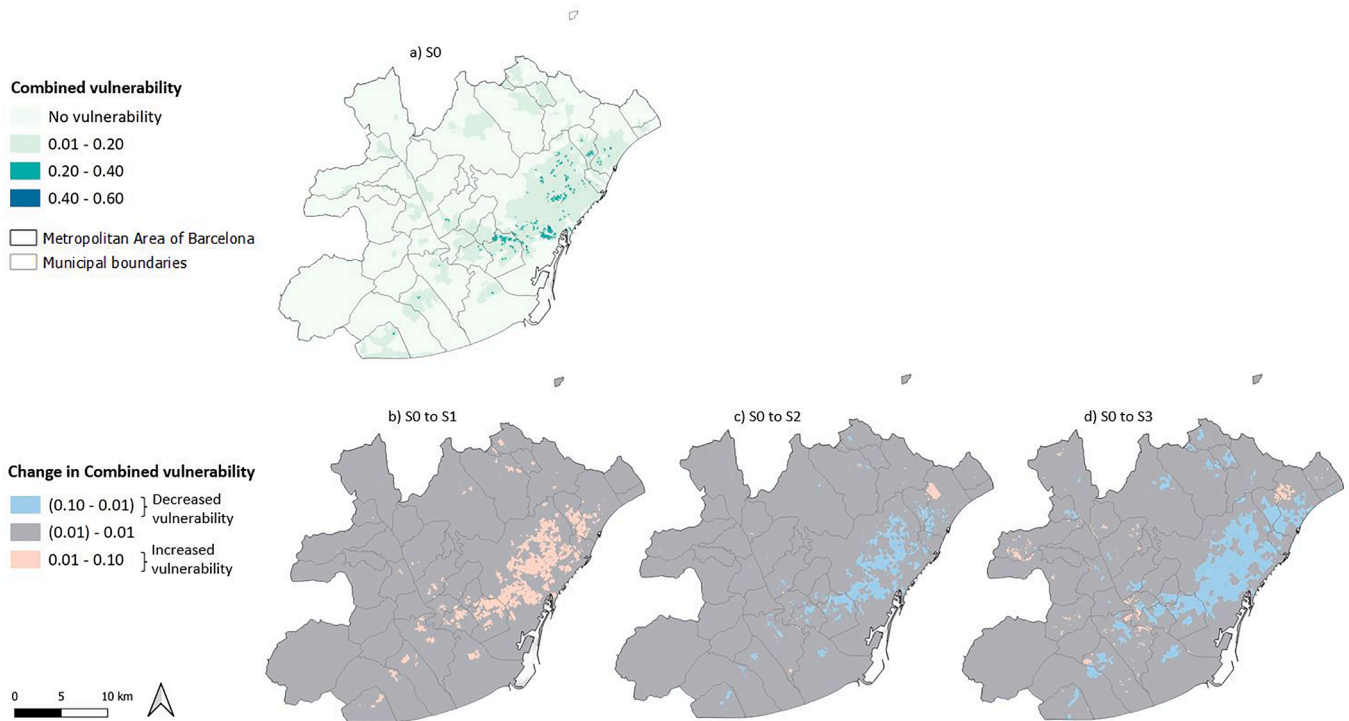 a) S0
Combined vulnerability
No vulnerability
0.01 - 0.20
0.20 - 0.40
0.40 - 0.60
Metropolitan Area of Barcelona
Municipal boundaries
b) S0 to S1
c) S0 to S2
d) S0 to S3
Change in Combined vulnerability
(0.10 - 0.01) } Decreased
vulnerability
(0.01) - 0.01
0.01 - 0.10 } Increased
vulnerability
0 5 10 km